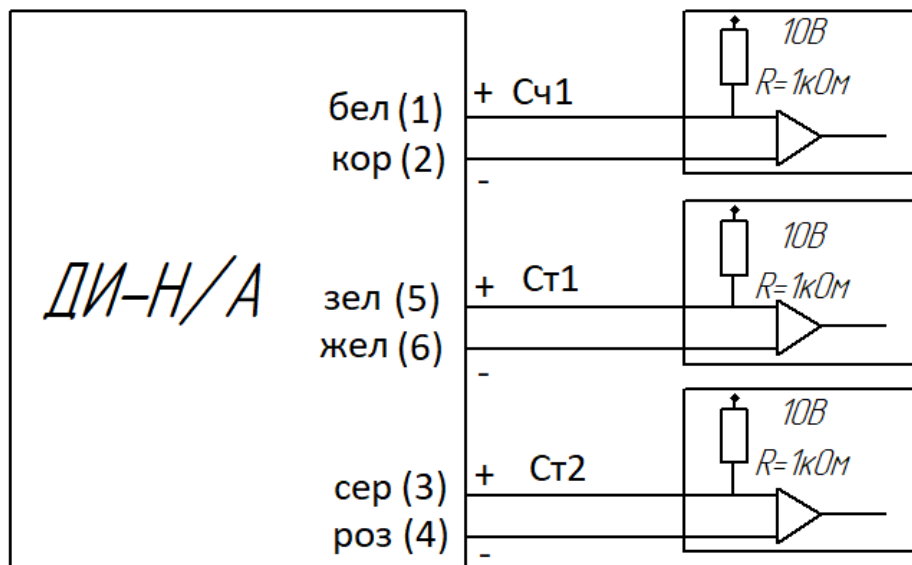 10В
R=1кОм
+ Сч1
бел (1)
кор (2)
-
10В
R=1кОм
ДИ-Н/А
+ Ст1
зел (5)
жел (6)
-
10В
R=1кОм
+ Ст2
сер (3)
роз (4)
-